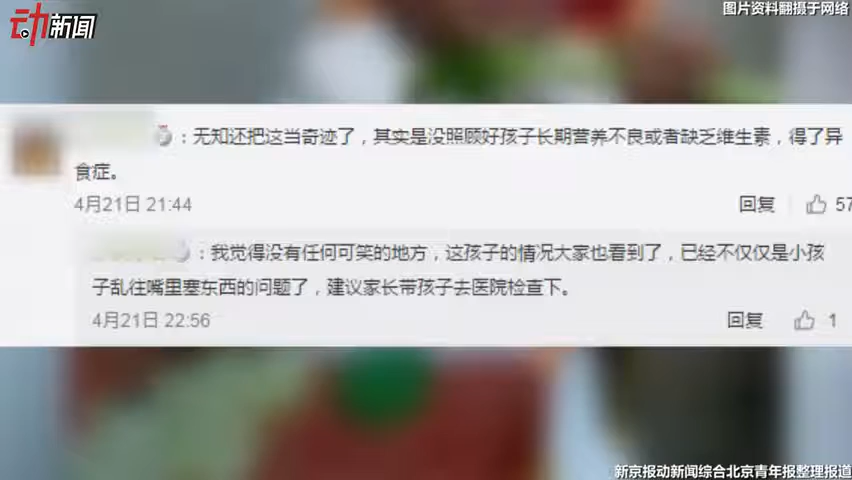 动新闻
图片资料翻摄于网络
：无知还把这当奇迹了，其实是没照顾好孩子长期营养不良或者缺乏维生素，得了异
食症。
4月21日 21:44
回复
57
：我觉得没有任何可笑的地方，这孩子的情况大家也看到了，已经不仅仅是小孩
子乱往嘴里塞东西的问题了，建议家长带孩子去医院检查下。
4月21日 22:56
回复
1
新京报动新闻综合北京青年报整理报道